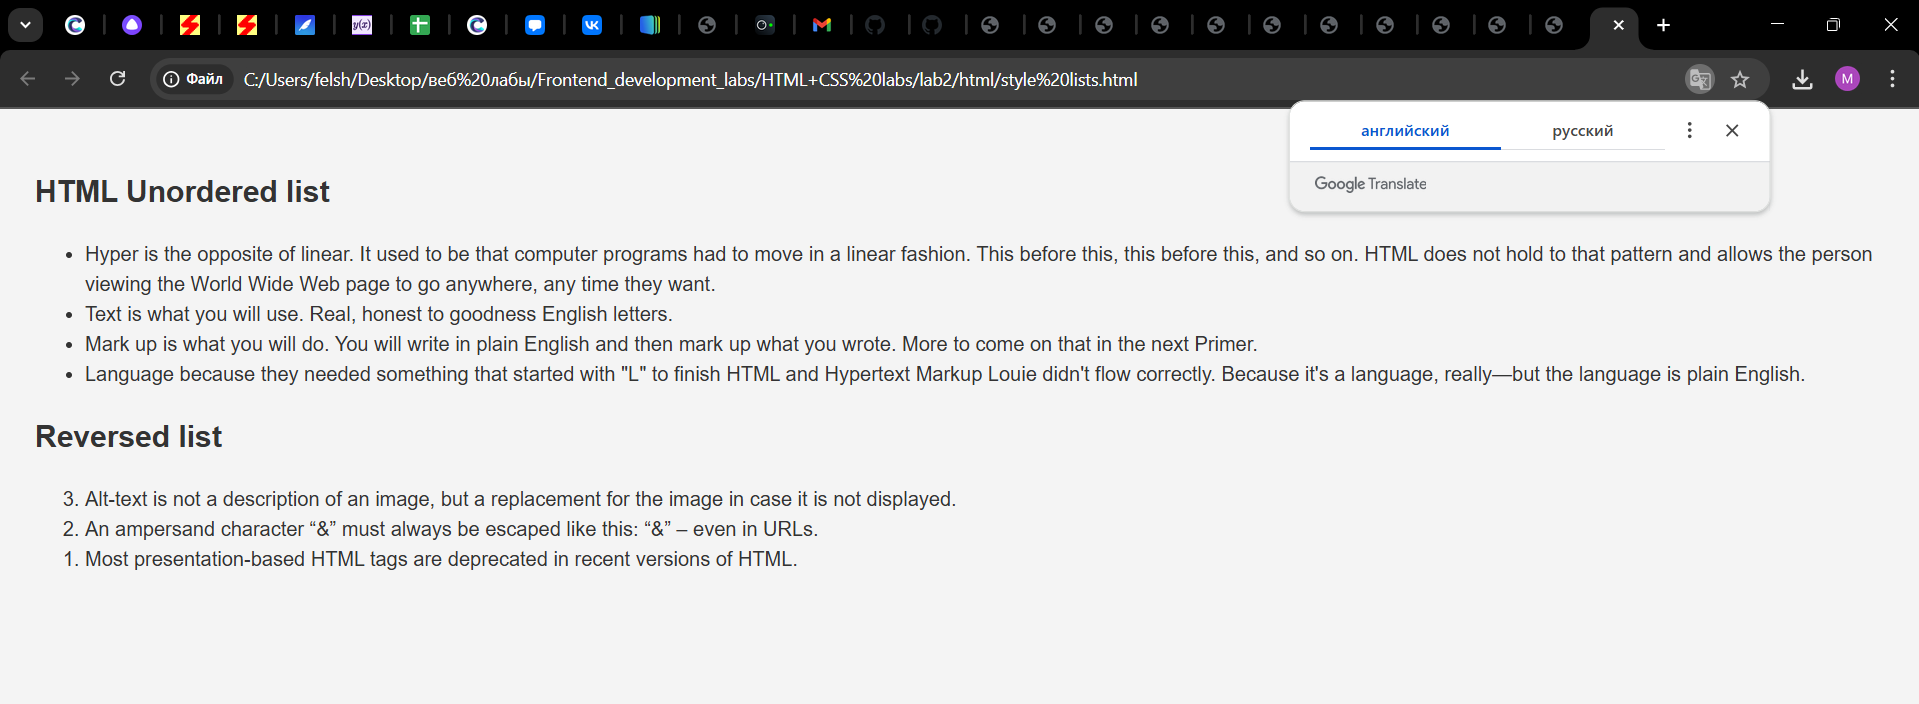 y(x)
Файл
C:/Users/felsh/Desktop/веб%20лабы/Frontend_development_labs/HTML+CSS%20labs/lab2/html/style%20lists.html
M
английский
русский
Google Translate
HTML Unordered list
• Hyper is the opposite of linear. It used to be that computer programs had to move in a linear fashion. This before this, this before this, and so on. HTML does not hold to that pattern and allows the person
viewing the World Wide Web page to go anywhere, any time they want.
• Text is what you will use. Real, honest to goodness English letters.
• Mark up is what you will do. You will write in plain English and then mark up what you wrote. More to come on that in the next Primer.
• Language because they needed something that started with "L" to finish HTML and Hypertext Markup Louie didn't flow correctly. Because it's a language, really—but the language is plain English.
Reversed list
3. Alt-text is not a description of an image, but a replacement for the image in case it is not displayed.
2. An ampersand character “&” must always be escaped like this: “&” – even in URLs.
1. Most presentation-based HTML tags are deprecated in recent versions of HTML.